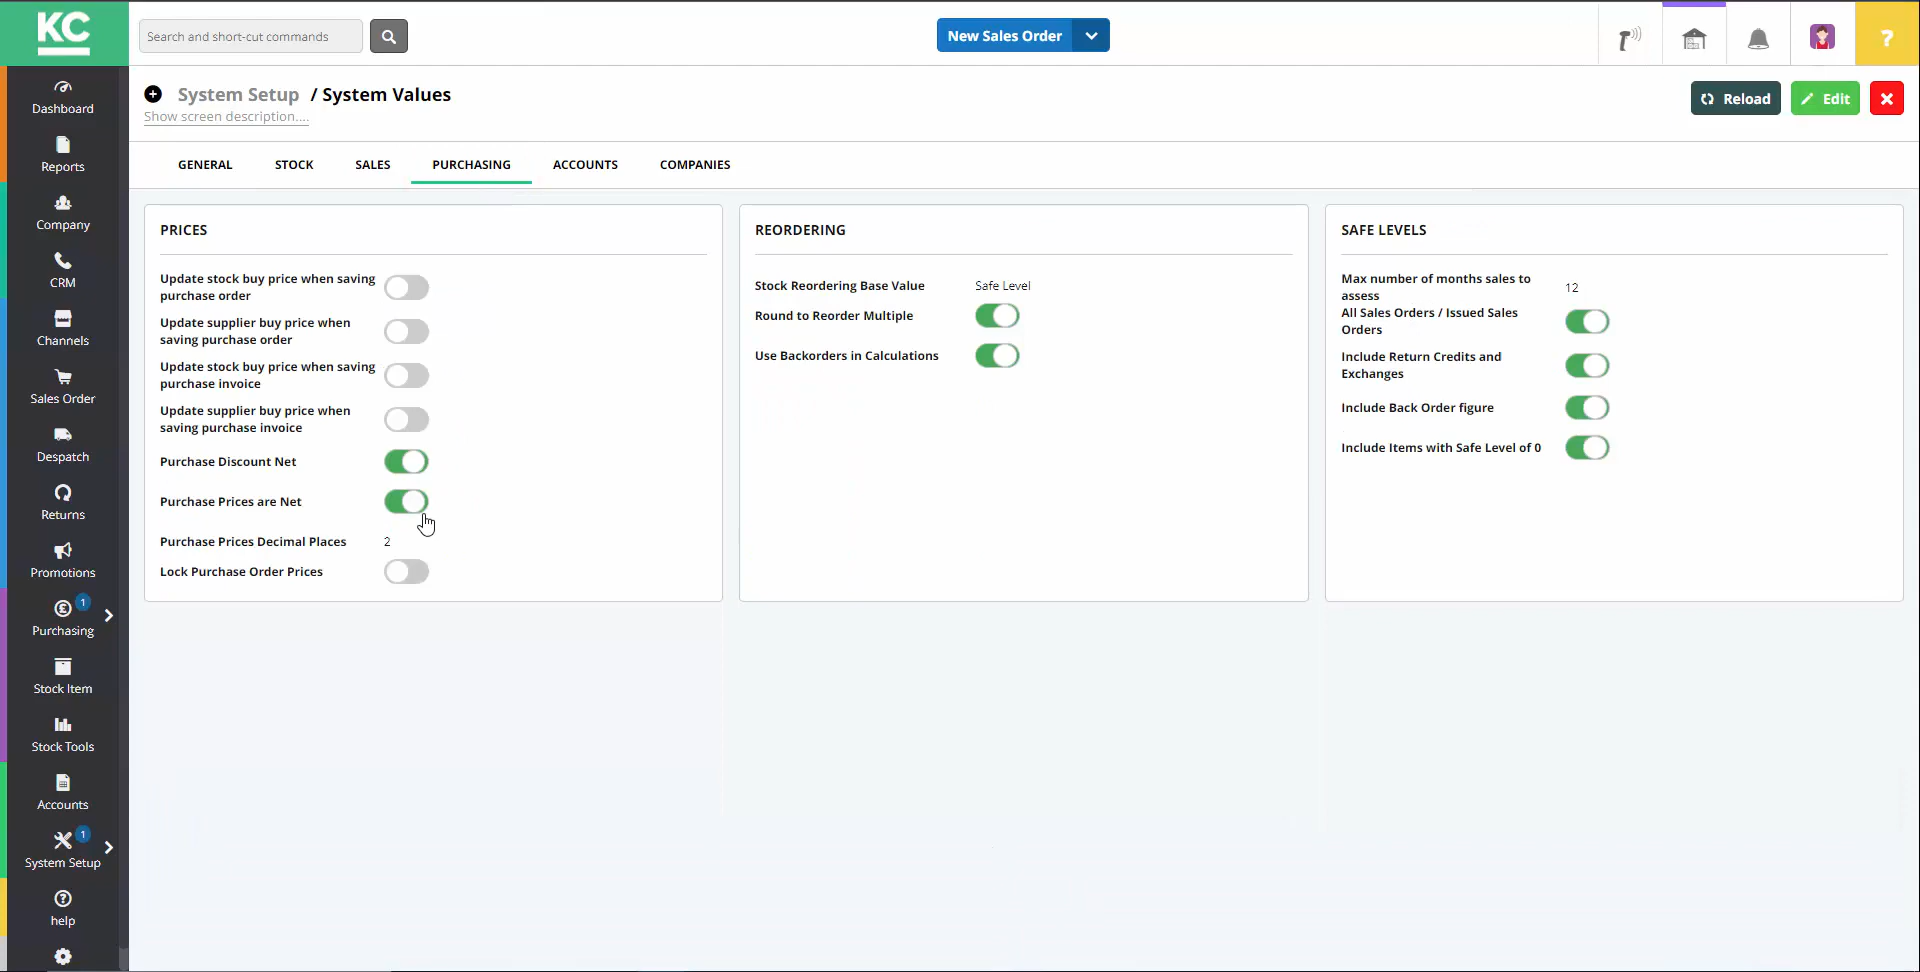 KC
Search and short-cut commands
New Sales Order
?
System Setup / System Values
Show screen description....
Reload
Edit
GENERAL
STOCK
SALES
PURCHASING
ACCOUNTS
COMPANIES
Dashboard
Reports
Company
CRM
Channels
Sales Order
Despatch
Returns
Promotions
1
Purchasing
Stock Item
Stock Tools
Accounts
1
System Setup
help
PRICES
Update stock buy price when saving
purchase order
Update supplier buy price when
saving purchase order
Update stock buy price when saving
purchase invoice
Update supplier buy price when
saving purchase invoice
Purchase Discount Net
Purchase Prices are Net
Purchase Prices Decimal Places 2
Lock Purchase Order Prices
REORDERING
Stock Reordering Base Value Safe Level
Round to Reorder Multiple
Use Backorders in Calculations
SAFE LEVELS
Max number of months sales to
assess
12
All Sales Orders / Issued Sales
Orders
Include Return Credits and
Exchanges
Include Back Order figure
Include Items with Safe Level of 0